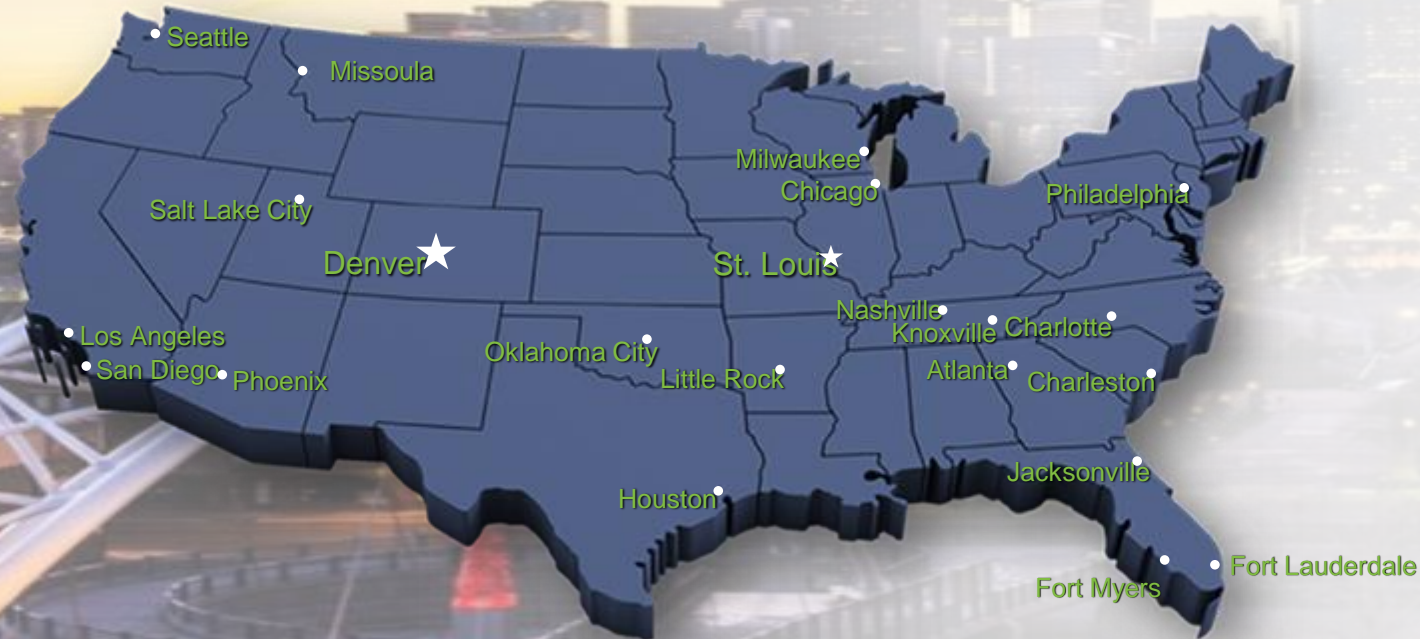 Seattle
Missoula
Milwaukee
Chicago
Philadelphia
Salt Lake City
Denver
St. Louis
Nashville
Knoxville
Charlotte
Los Angeles
San Diego
Phoenix
Oklahoma City
Little Rock
Atlanta
Charleston
Jacksonville
Houston
Fort Lauderdale
Fort Myers